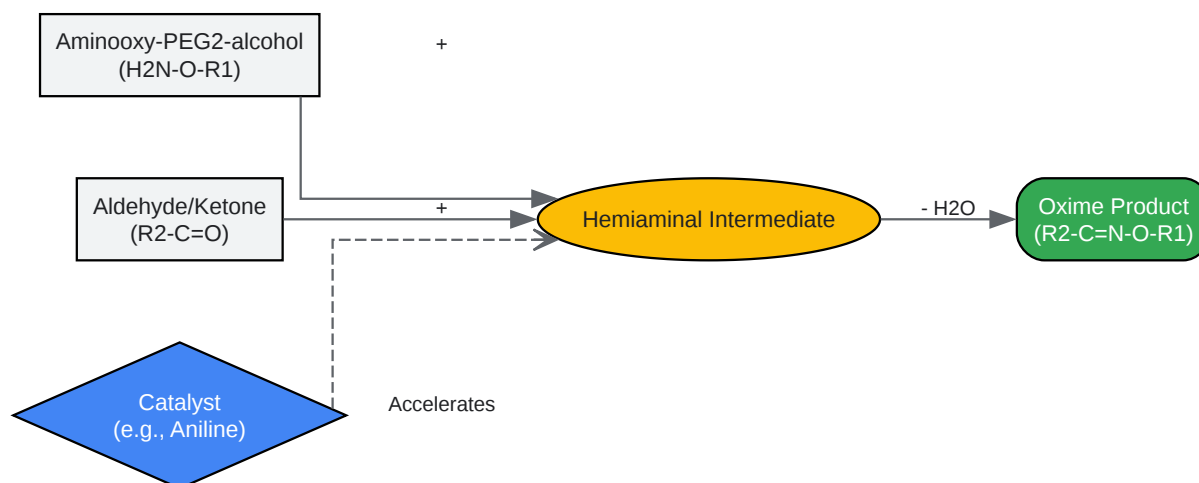 Aminooxy-PEG2-alcohol
(H2N-O-R1)
+
Aldehyde/Ketone
(R2-C=O)
+
Hemiaminal Intermediate
- H2O
Oxime Product
(R2-C=N-O-R1)
Catalyst
(e.g., Aniline)
Accelerates